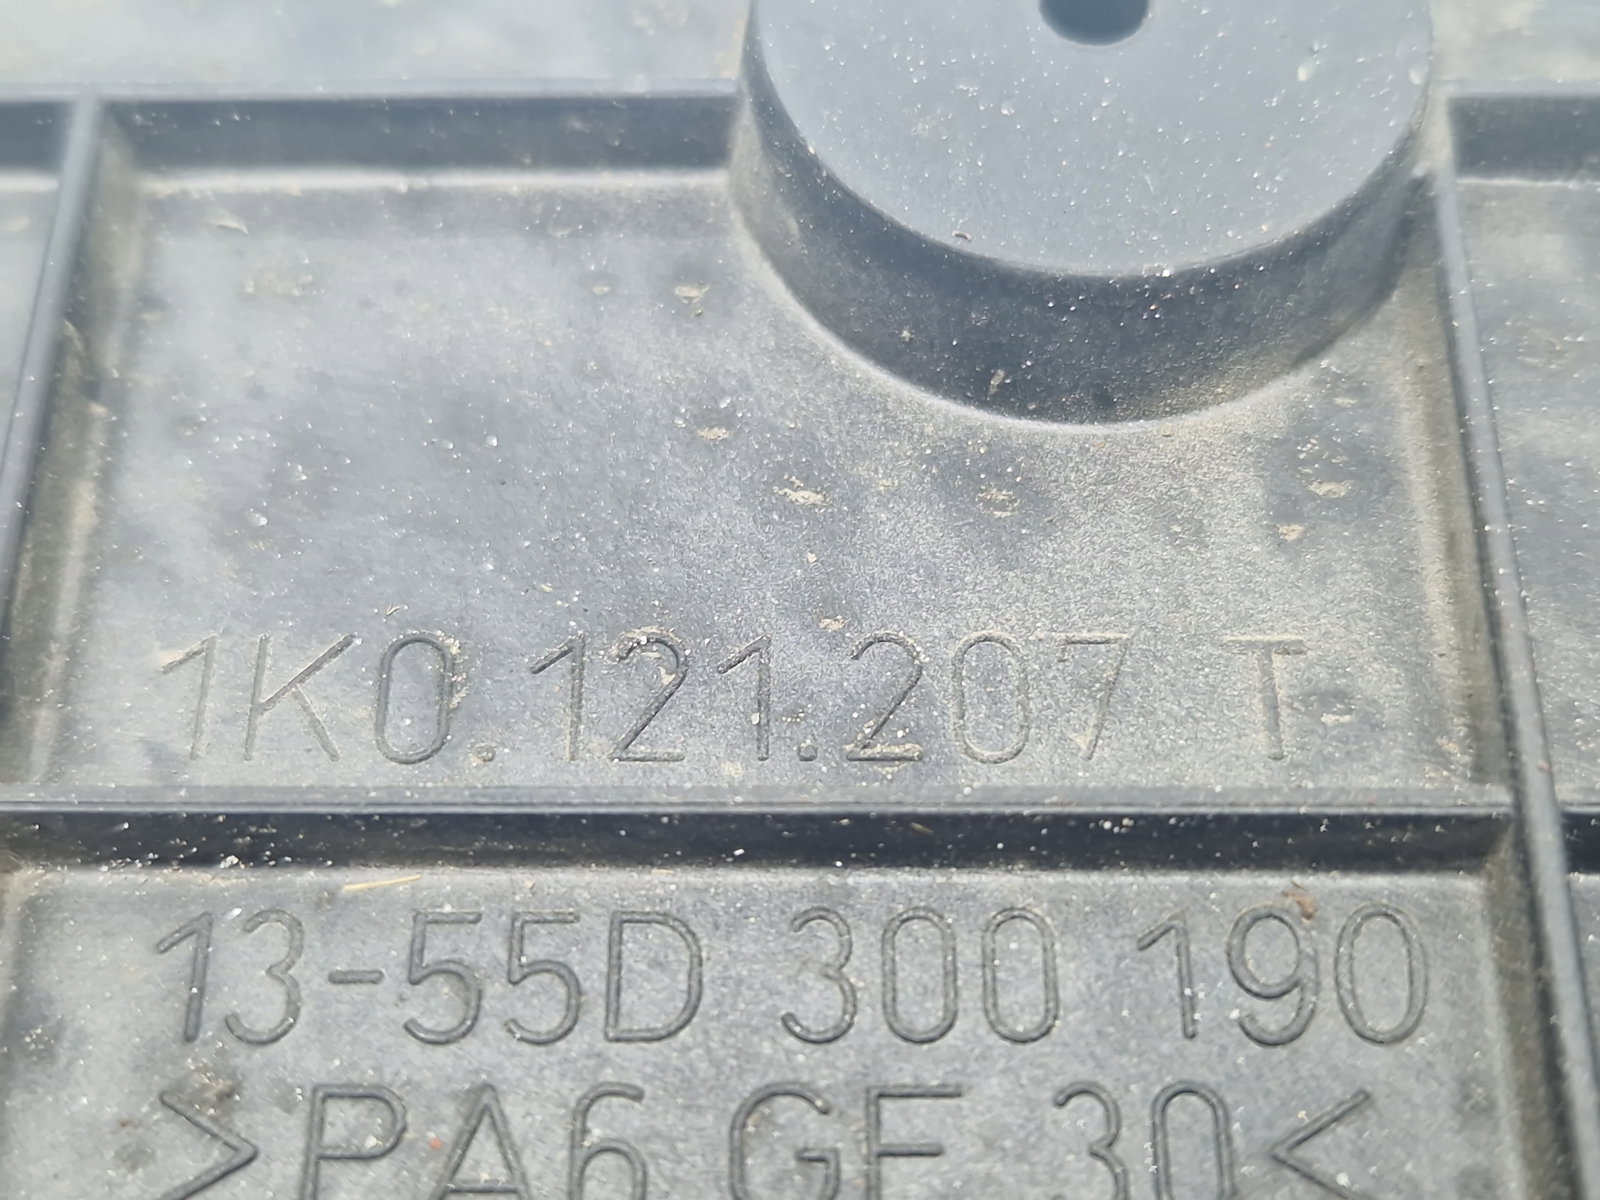 1K0.121.207 T
13-55D 300 190
>PA6 GF 30<